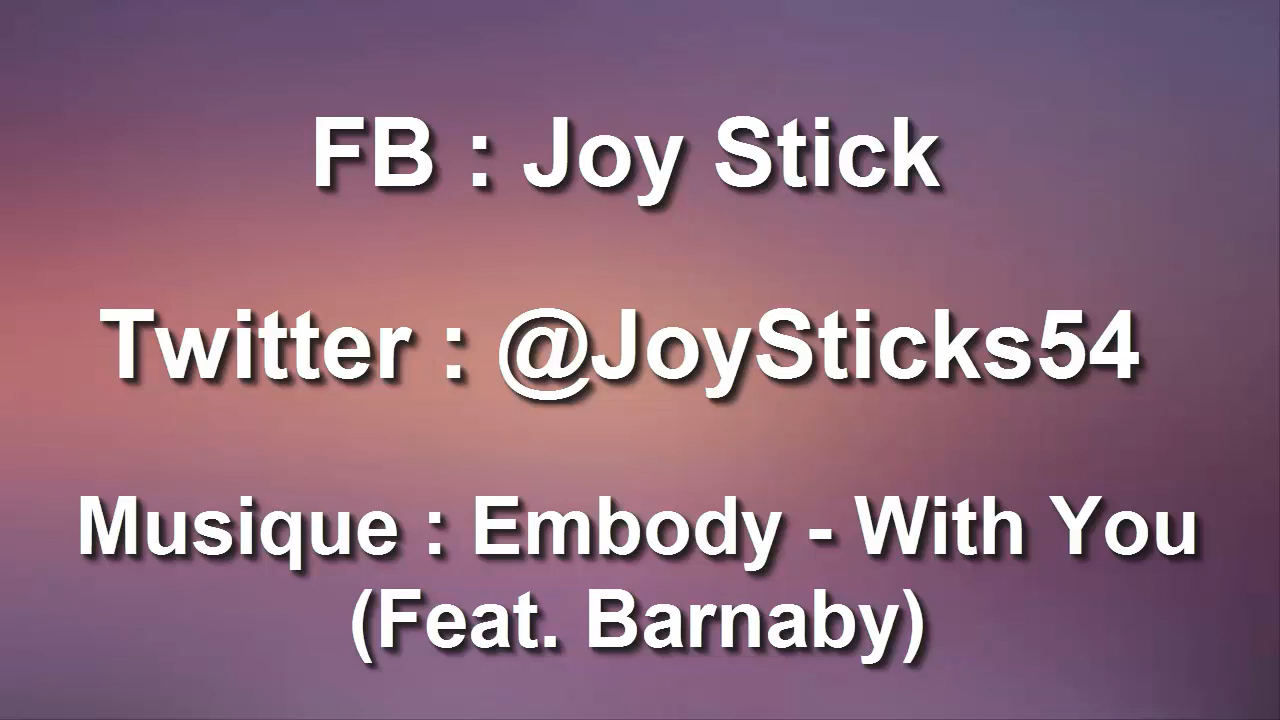 FB : Joy Stick
Twitter : @JoySticks54
Musique : Embody - With You
(Feat. Barnaby)